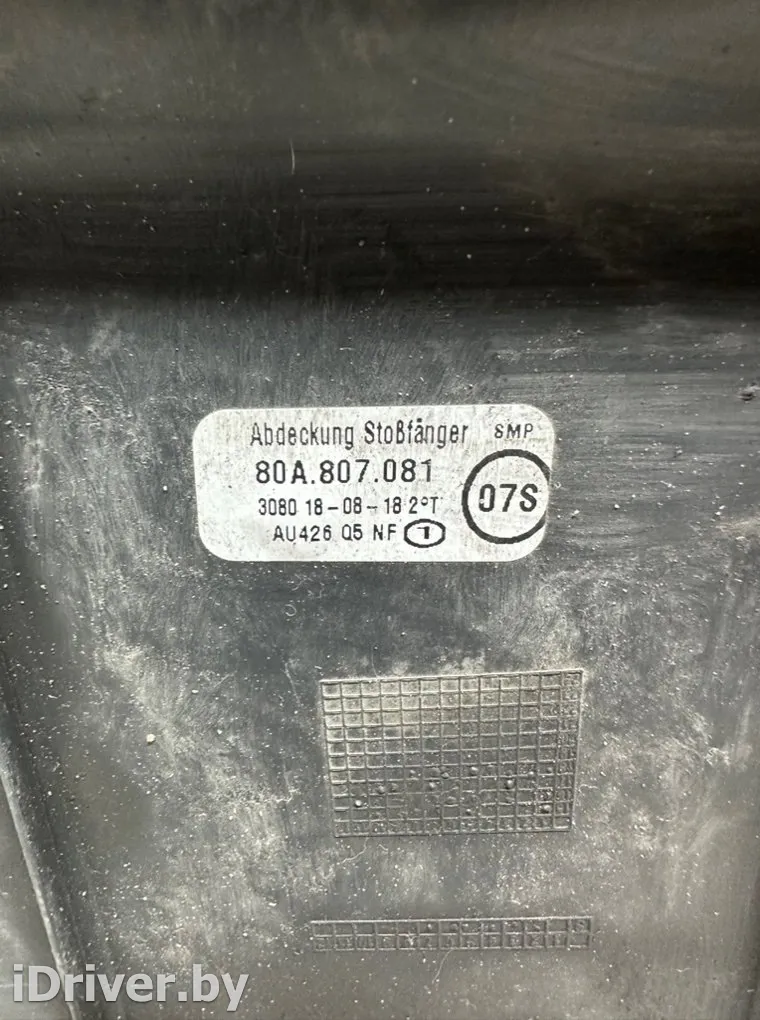 Abdeckung Stoßfänger SMP
80A.807.081
07S
3080 18-08-18 2°T
AU426 Q5 NF 1
iDriver.by